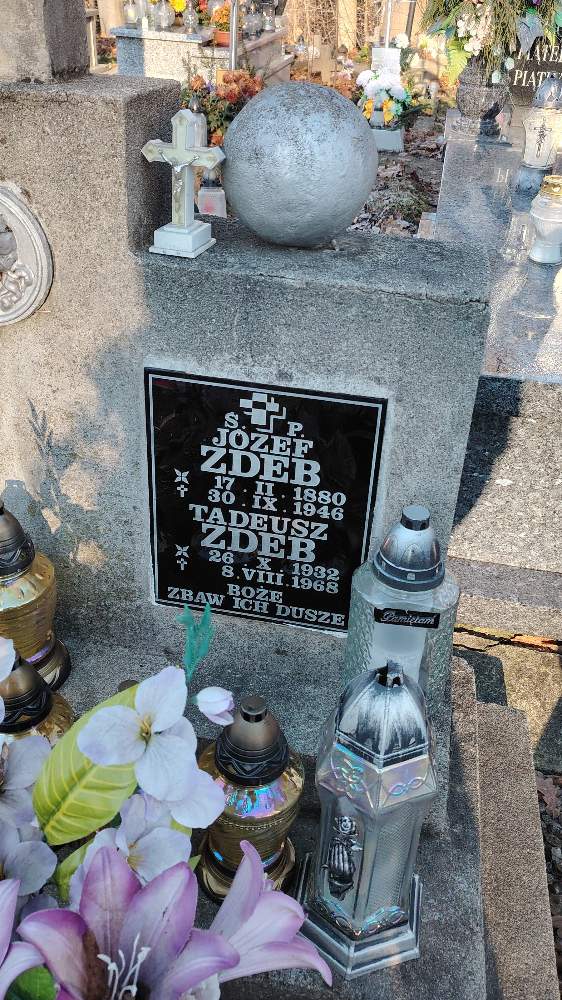 Ś. P.
JÓZEF
ZDEB
17 · II · 1880
30 · IX · 1946
TADEUSZ
ZDEB
26 · X · 1932
8 · VIII · 1968
BOŻE
ZBAW ICH DUSZE
Pamiętam